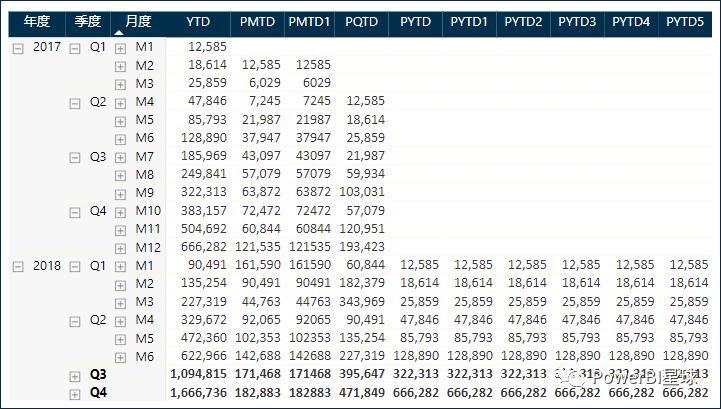 年度 季度 月度 YTD PMTD PMTD1 PQTD PYTD PYTD1 PYTD2 PYTD3 PYTD4 PYTD5
2017 Q1 M1 12,585
M2 18,614 12,585 12585
M3 25,859 6,029 6029
Q2 M4 47,846 7,245 7245 12,585
M5 85,793 21,987 21987 18,614
M6 128,890 37,947 37947 25,859
Q3 M7 185,969 43,097 43097 21,987
M8 249,841 57,079 57079 59,934
M9 322,313 63,872 63872 103,031
Q4 M10 383,157 72,472 72472 57,079
M11 504,692 60,844 60844 120,951
M12 666,282 121,535 121535 193,423
2018 Q1 M1 90,491 161,590 161590 60,844 12,585 12,585 12,585 12,585 12,585 12,585
M2 135,254 90,491 90491 182,379 18,614 18,614 18,614 18,614 18,614 18,614
M3 227,319 44,763 44763 343,969 25,859 25,859 25,859 25,859 25,859 25,859
Q2 M4 329,672 92,065 92065 90,491 47,846 47,846 47,846 47,846 47,846 47,846
M5 472,360 102,353 102353 135,254 85,793 85,793 85,793 85,793 85,793 85,793
M6 622,966 142,688 142688 227,319 128,890 128,890 128,890 128,890 128,890 128,890
Q3 1,094,815 171,468 171468 395,647 322,313 322,313 322,313
PowerBI星球
Q4 1,666,736 182,883 182883 471,849 666,282 666,282 666,282 666,282 666,282 666,282